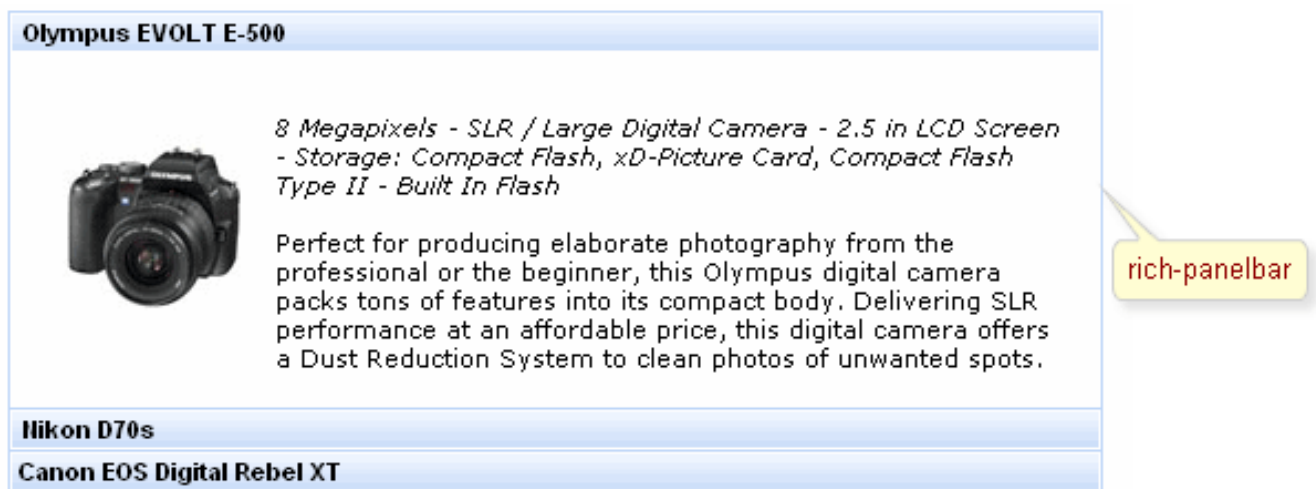 Olympus EVOLT E-500
8 Megapixels - SLR / Large Digital Camera - 2.5 in LCD Screen
- Storage: Compact Flash, xD-Picture Card, Compact Flash
Type II - Built In Flash
Perfect for producing elaborate photography from the
professional or the beginner, this Olympus digital camera
packs tons of features into its compact body. Delivering SLR
performance at an affordable price, this digital camera offers
a Dust Reduction System to clean photos of unwanted spots.
rich-panelbar
Nikon D70s
Canon EOS Digital Rebel XT
OLYMPUS